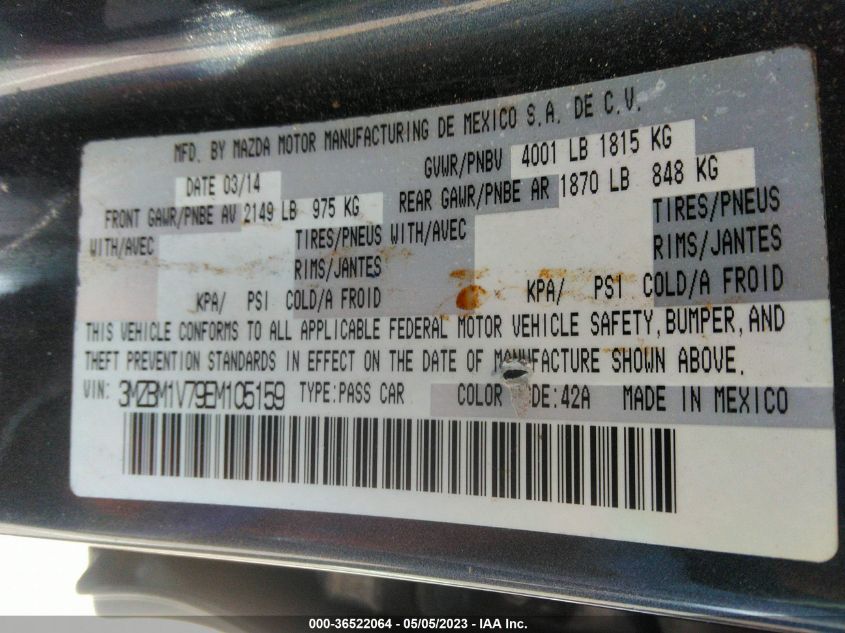 MFD. BY MAZDA MOTOR MANUFACTURING DE MEXICO S.A. DE C.V.
DATE 03/14 GVWR/PNBV 4001 LB 1815 KG
FRONT GAWR/PNBE AV 2149 LB 975 KG REAR GAWR/PNBE AR 1870 LB 848 KG
WITH/AVEC TIRES/PNEUS WITH/AVEC TIRES/PNEUS
RIMS/JANTES RIMS/JANTES
KPA/ PSI COLD/A FROID KPA/ PSI COLD/A FROID
THIS VEHICLE CONFORMS TO ALL APPLICABLE FEDERAL MOTOR VEHICLE SAFETY, BUMPER, AND
THEFT PREVENTION STANDARDS IN EFFECT ON THE DATE OF MANUFACTURE SHOWN ABOVE.
VIN: 3MZBM1V79EM105159 TYPE:PASS CAR COLOR DE:42A MADE IN MEXICO
000-36522064 - 05/05/2023 - IAA Inc.